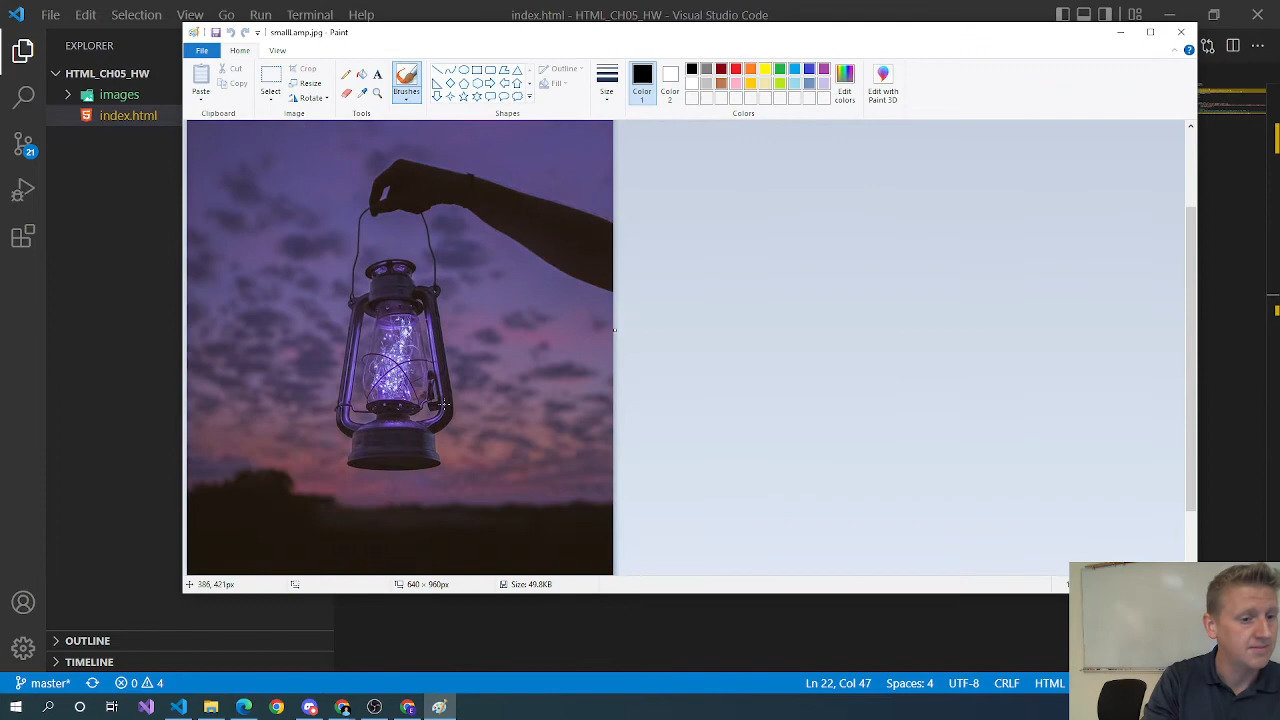 File Edit Selection View Go Run Terminal Help
index.html - HTML_CH05_HW - Visual Studio Code
smallLamp.jpg - Paint
File Home View
Paste
Cut
Copy
Clipboard
Select
Crop
Resize
Rotate
Image
A
Tools
Brushes
Shapes
Outline
Fill
Size
Color 1
Color 2
Edit colors
Colors
Edit with Paint 3D
EXPLORER
HTML_CH03_HW
images
index.html
21
386, 421px
640 × 960px
Size: 49.8KB
OUTLINE
TIMELINE
master*
0 4
Ln 22, Col 47
Spaces: 4
UTF-8
CRLF
HTML